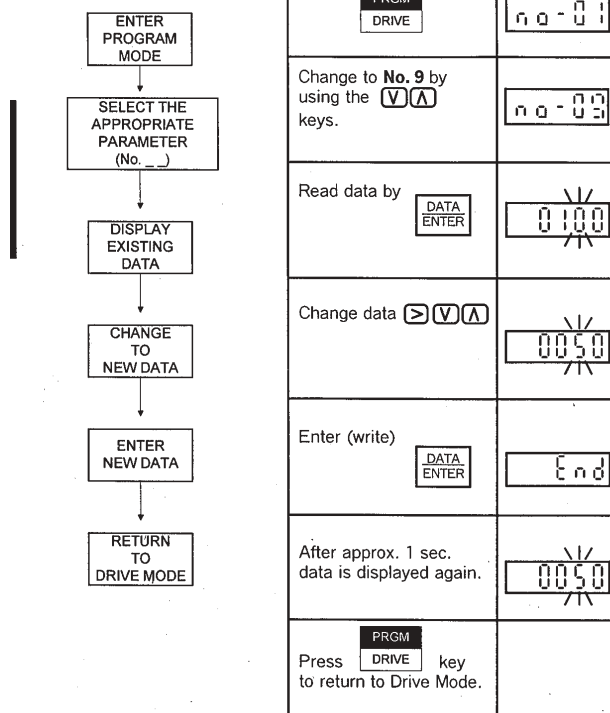 ENTER
PROGRAM
MODE
SELECT THE
APPROPRIATE
PARAMETER
(No. _ _)
DISPLAY
EXISTING
DATA
CHANGE
TO
NEW DATA
ENTER
NEW DATA
RETURN
TO
DRIVE MODE
PRGM
DRIVE
no-01
Change to No. 9 by
using the V Λ
keys.
no-09
Read data by
DATA
ENTER
0100
Change data > V Λ
0050
Enter (write)
DATA
ENTER
End
After approx. 1 sec.
data is displayed again.
0050
PRGM
Press DRIVE key
to return to Drive Mode.